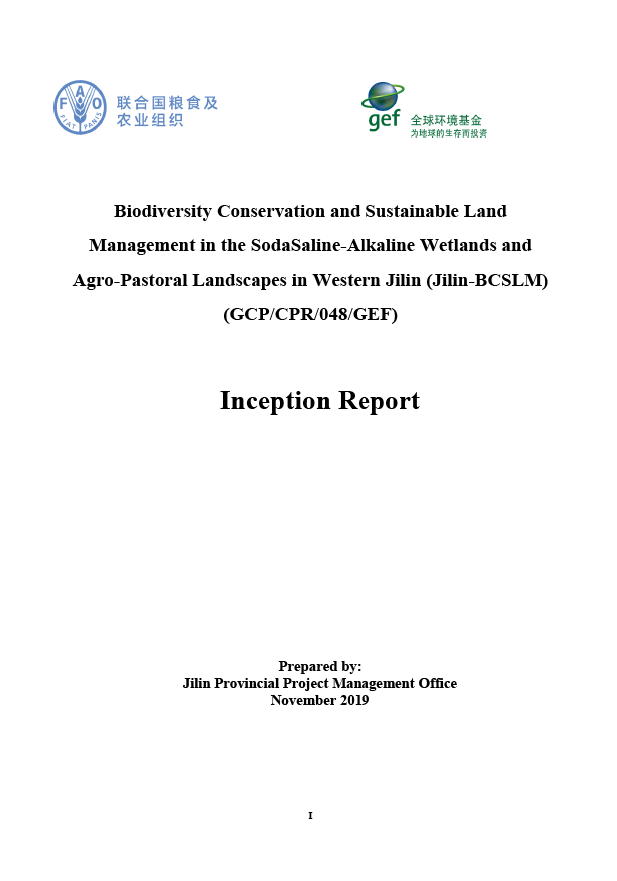 FAO
FIAT PANIS
联合国粮食及
农业组织
gef
全球环境基金
为地球的生存而投资
Biodiversity Conservation and Sustainable Land
Management in the SodaSaline-Alkaline Wetlands and
Agro-Pastoral Landscapes in Western Jilin (Jilin-BCSLM)
(GCP/CPR/048/GEF)
Inception Report
Prepared by:
Jilin Provincial Project Management Office
November 2019
I